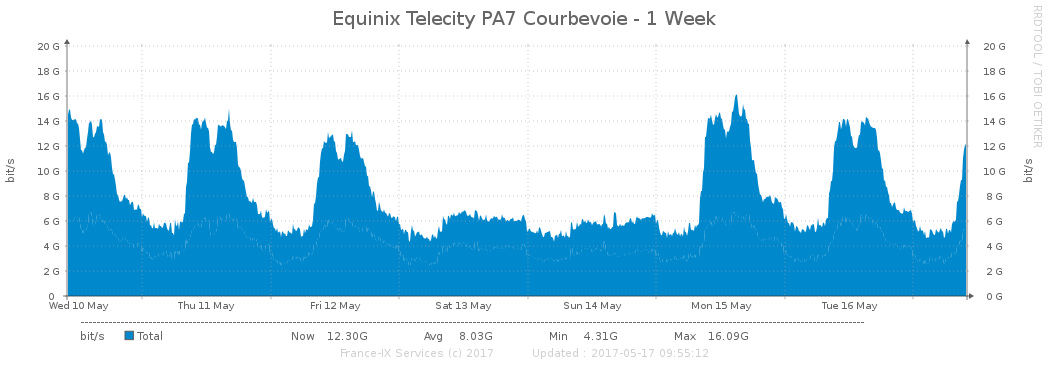 Equinix Telecity PA7 Courbevoie - 1 Week
RRDTOOL / TOBI OETIKER
bit/s
20 G 20 G
18 G 18 G
16 G 16 G
14 G 14 G
12 G 12 G
10 G 10 G
8 G 8 G
6 G 6 G
4 G 4 G
2 G 2 G
0 0 G
bit/s
Wed 10 May Thu 11 May Fri 12 May Sat 13 May Sun 14 May Mon 15 May Tue 16 May
bit/s Total Now 12.30G Avg 8.03G Min 4.31G Max 16.09G
France-IX Services (c) 2017 Updated : 2017-05-17 09:55:12